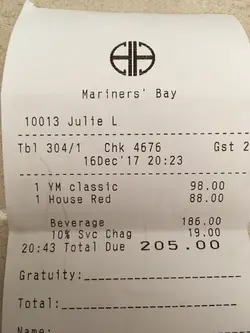 Mariners' Bay
10013 Julie L
Tbl 304/1 Chk 4676 Gst 2
16Dec'17 20:23
1 YM classic 98.00
1 House Red 88.00
Beverage 186.00
10% Svc Chag 19.00
20:43 Total Due 205.00
Gratuity:
Total:
Name: